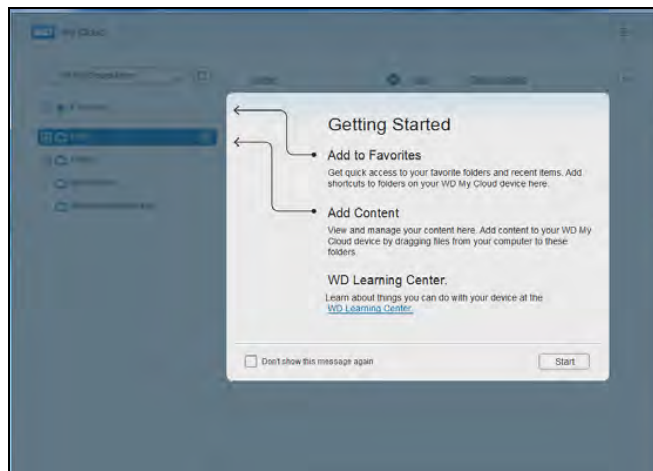 WD My Cloud
Getting Started
Add to Favorites
Get quick access to your favorite folders and recent items. Add
shortcuts to folders on your WD My Cloud device here.
Add Content
View and manage your content here. Add content to your WD My
Cloud device by dragging files from your computer to these
folders.
WD Learning Center.
Learn about things you can do with your device at the
WD Learning Center.
Don't show this message again
Start